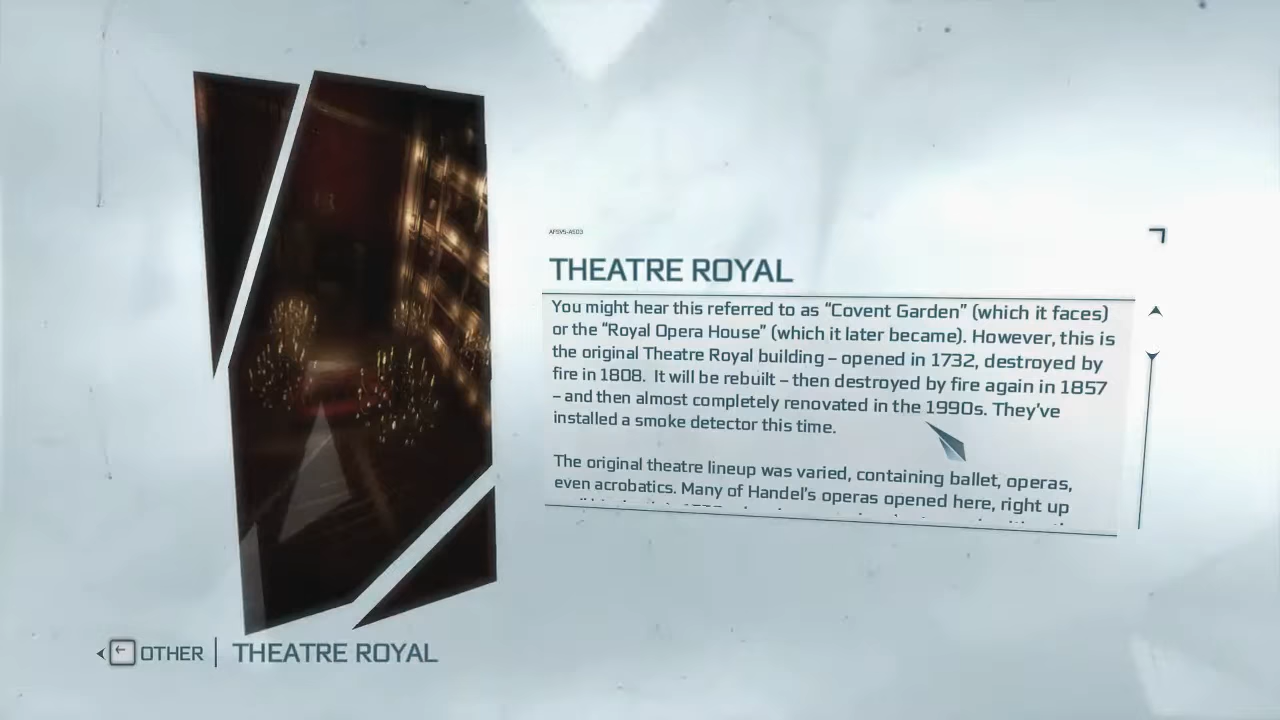 THEATRE ROYAL
You might hear this referred to as "Covent Garden" (which it faces)
or the "Royal Opera House" (which it later became). However, this is
the original Theatre Royal building – opened in 1732, destroyed by
fire in 1808. It will be rebuilt – then destroyed by fire again in 1857
– and then almost completely renovated in the 1990s. They've
installed a smoke detector this time.
The original theatre lineup was varied, containing ballet, operas,
even acrobatics. Many of Handel's operas opened here, right up
OTHER | THEATRE ROYAL